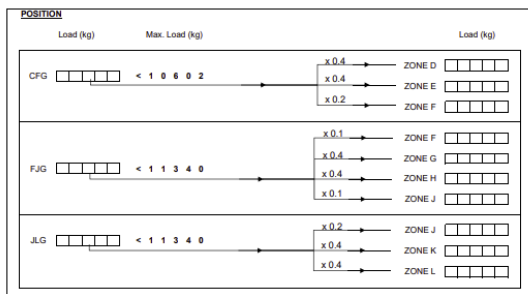 POSITION
Load (kg) Max. Load (kg) Load (kg)
x 0.4 ZONE D
CFG < 1 0 6 0 2 x 0.4 ZONE E
x 0.2 ZONE F
x 0.1 ZONE F
x 0.4 ZONE G
FJG < 1 1 3 4 0 x 0.4 ZONE H
x 0.1 ZONE J
x 0.2 ZONE J
JLG < 1 1 3 4 0 x 0.4 ZONE K
x 0.4 ZONE L